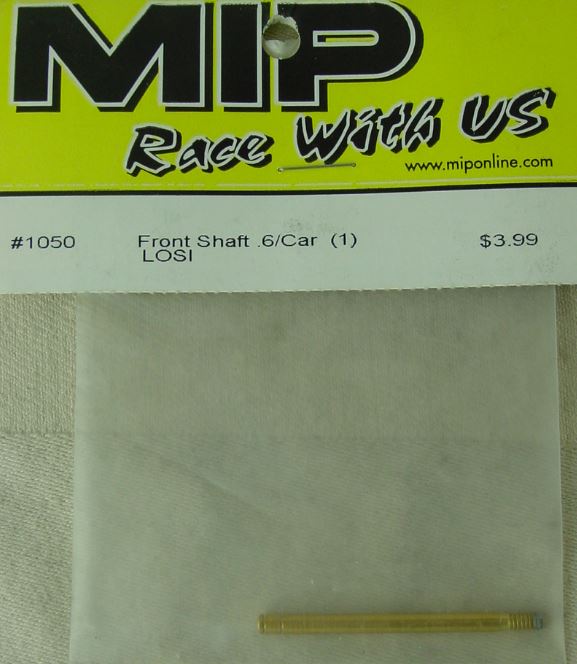 MIP
Race With US
www.miponline.com
#1050 Front Shaft .6/Car (1) $3.99
LOSI